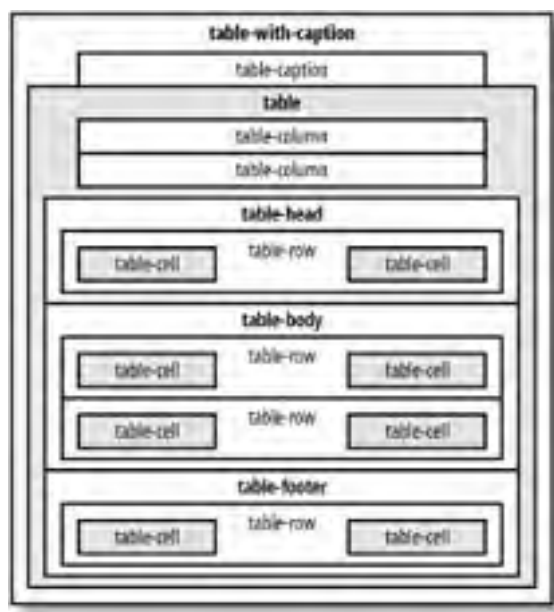 table-with-caption
table-caption
table
table-column
table-column
table-head
table-cell table-row table-cell
table-body
table-cell table-row table-cell
table-cell table-row table-cell
table-footer
table-cell table-row table-cell